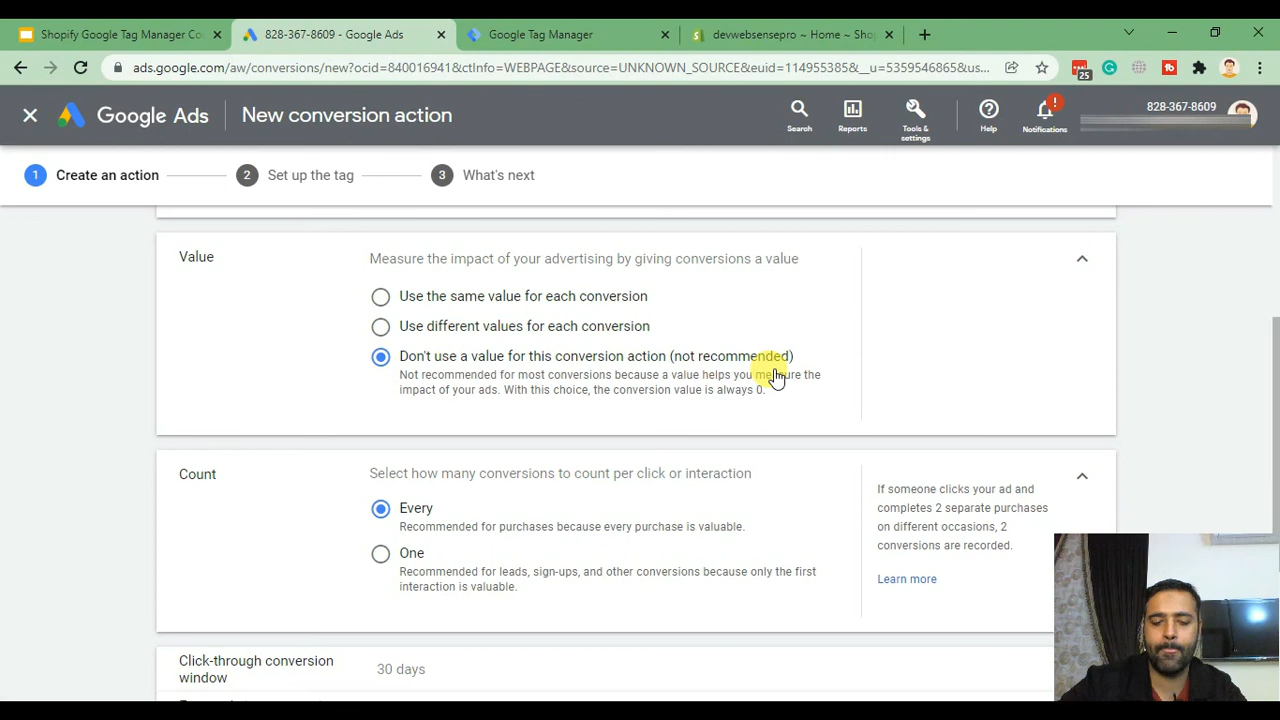 Shopify Google Tag Manager Co
828-367-8609 - Google Ads
Google Tag Manager
devwebsensepro ~ Home ~ Sho
ads.google.com/aw/conversions/new?ocid=840016941&ctInfo=WEBPAGE&source=UNKNOWN_SOURCE&euid=114955385&__u=5359546865&us...
25
Google Ads
New conversion action
Search
Reports
Tools & settings
Help
Notifications
828-367-8609
1 Create an action
2 Set up the tag
3 What's next
Value
Measure the impact of your advertising by giving conversions a value
Use the same value for each conversion
Use different values for each conversion
Don't use a value for this conversion action (not recommended)
Not recommended for most conversions because a value helps you measure the
impact of your ads. With this choice, the conversion value is always 0.
Count
Select how many conversions to count per click or interaction
Every
Recommended for purchases because every purchase is valuable.
One
Recommended for leads, sign-ups, and other conversions because only the first
interaction is valuable.
If someone clicks your ad and
completes 2 separate purchases
on different occasions, 2
conversions are recorded.
Learn more
Click-through conversion
window
30 days